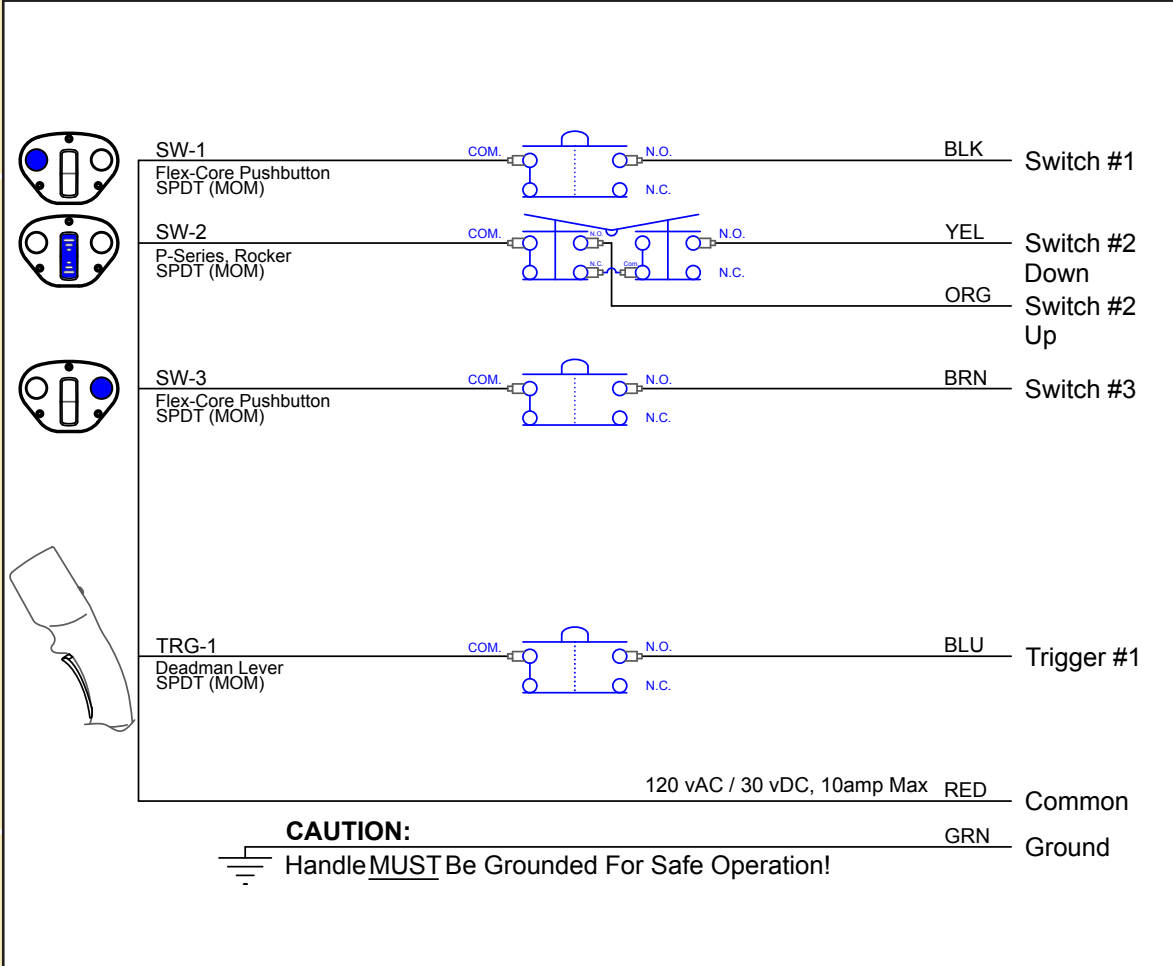 SW-1
COM.
N.O.
BLK
Switch #1
Flex-Core Pushbutton
SPDT (MOM)
N.C.
SW-2
COM.
N.O.
N.O.
YEL
Switch #2
Down
P-Series, Rocker
SPDT (MOM)
N.C.
Com.
N.C.
ORG
Switch #2
Up
SW-3
COM.
N.O.
BRN
Switch #3
Flex-Core Pushbutton
SPDT (MOM)
N.C.
TRG-1
COM.
N.O.
BLU
Trigger #1
Deadman Lever
SPDT (MOM)
N.C.
120 vAC / 30 vDC, 10amp Max
RED
Common
CAUTION:
GRN
Ground
Handle MUST Be Grounded For Safe Operation!